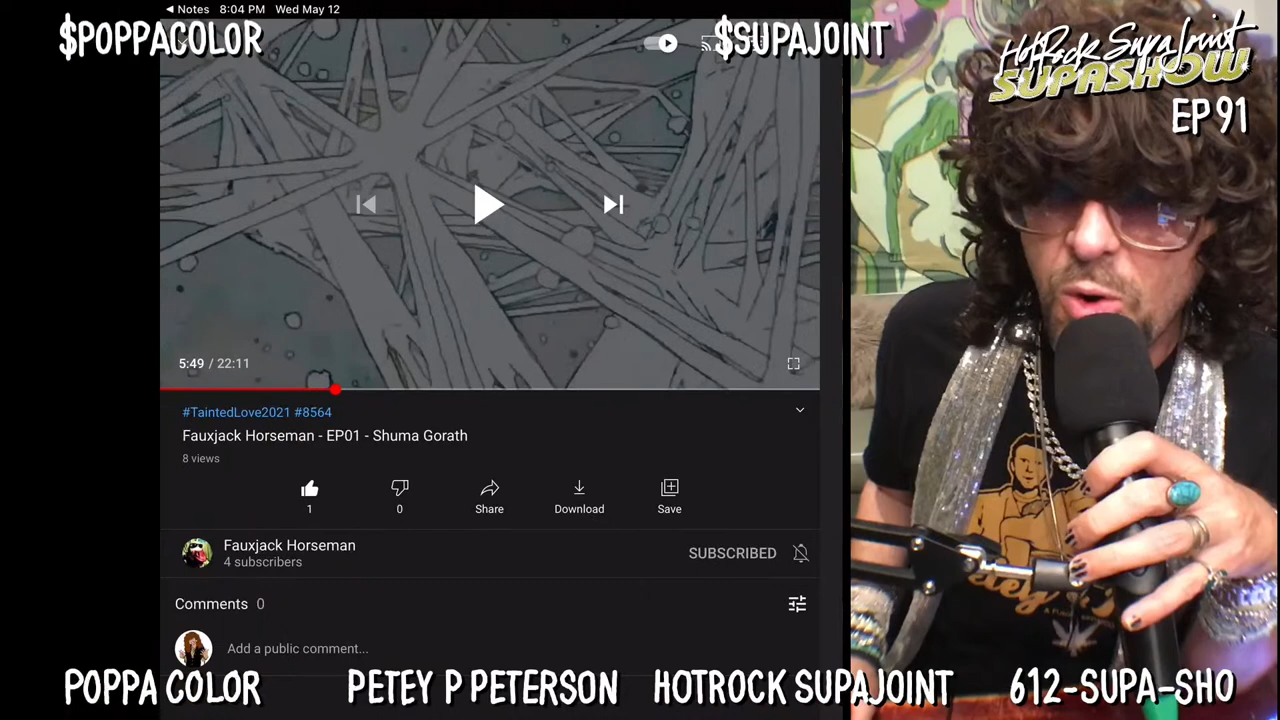 Notes 8:04 PM Wed May 12
$POPPACOLOR
$SUPAJOINT
HotRock SupaJoint
SUPASHOW
EP 91
5:49 / 22:11
#TaintedLove2021 #8564
Fauxjack Horseman - EP01 - Shuma Gorath
8 views
1
0
Share
Download
Save
Fauxjack Horseman
4 subscribers
SUBSCRIBED
Comments 0
Add a public comment...
POPPA COLOR
PETEY P PETERSON
HOTROCK SUPAJOINT
612-SUPA-SHO